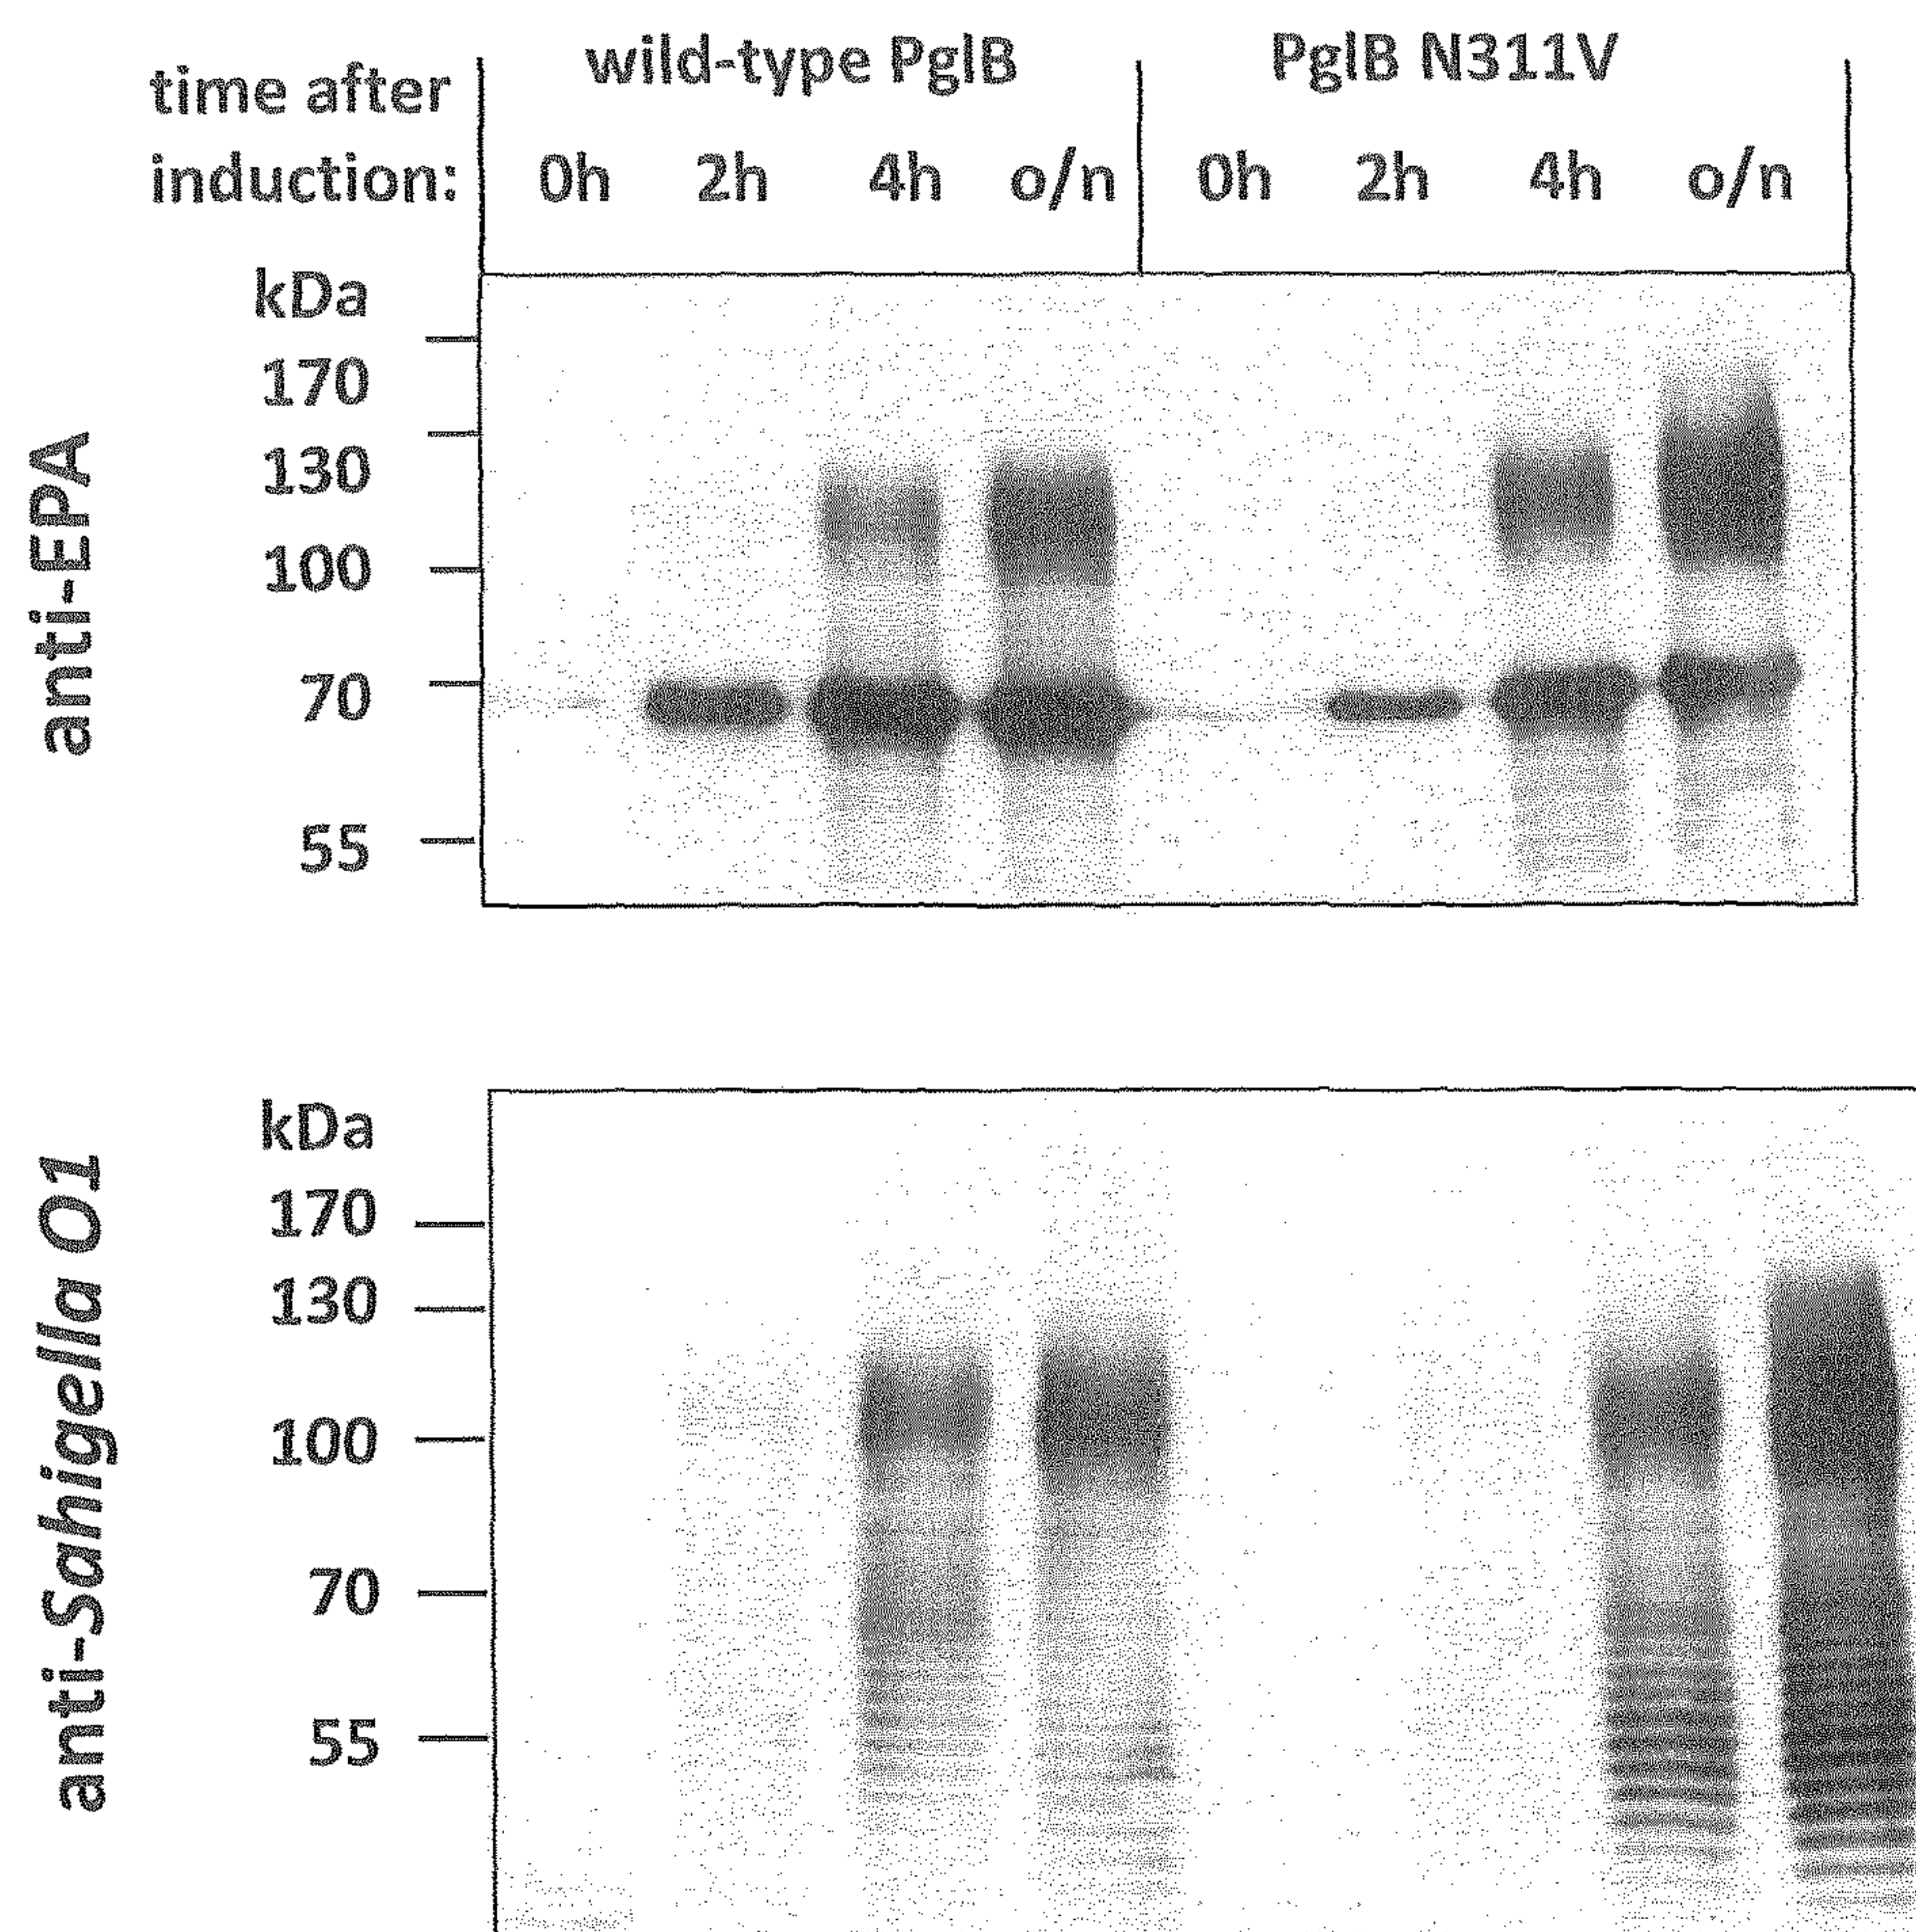 time after
induction:
wild-type PglB
PglB N311V
0h 2h 4h o/n 0h 2h 4h o/n
anti-EPA
kDa
170
130
100
70
55
anti-Sahigella O1
kDa
170
130
100
70
55